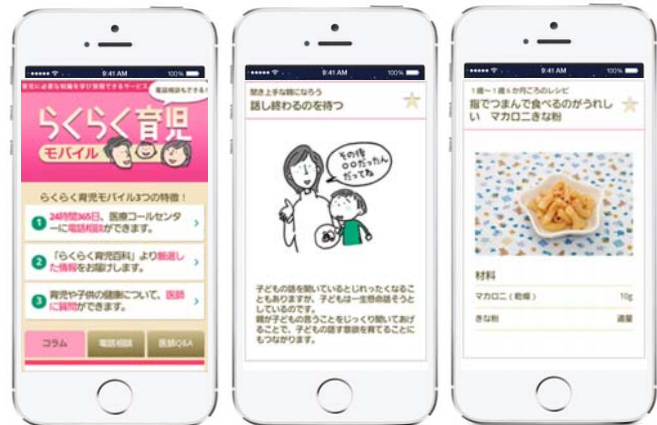 9:41 AM
100%
育児に必要な知識を学び実践できるサービス
電話相談もできる!
らくらく育児
モバイル
らくらく育児モバイル3つの特徴!
1 24時間365日、医療コールセンタ
ーに電話相談ができます。
2 「らくらく育児百科」より厳選し
た情報をお届けします。
3 育児や子供の健康について、医師
に質問ができます。
コラム
電話相談
医師Q&A
9:41 AM
100%
聞き上手な親になろう
話し終わるのを待つ
その後
〇〇だったん
だってね
子どもの話を聞いているとじれったくなるこ
ともありますが、子どもは一生懸命話そうと
しているのです。
親が子どもの言うことをじっくり聞いてあげ
ることで、子どもの話す意欲を育てることに
もつながります。
9:41 AM
100%
1歳~1歳6か月ごろのレシピ
指でつまんで食べるのがうれし
い マカロニきな粉
材料
マカロニ(乾燥) 10g
きな粉 適量